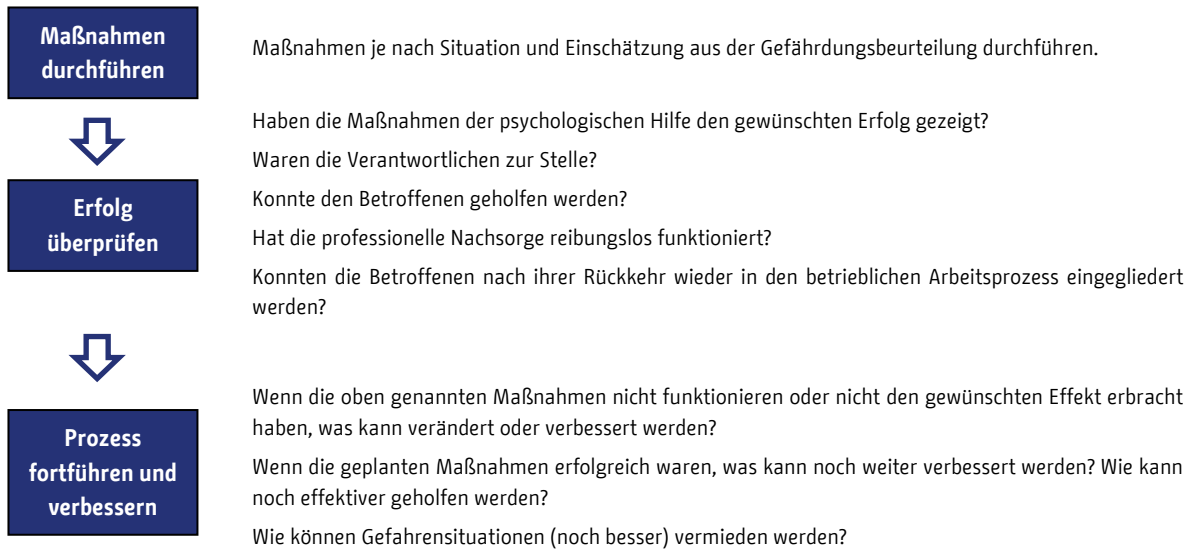 Maßnahmen
durchführen
Maßnahmen je nach Situation und Einschätzung aus der Gefährdungsbeurteilung durchführen.
Erfolg
überprüfen
Haben die Maßnahmen der psychologischen Hilfe den gewünschten Erfolg gezeigt?
Waren die Verantwortlichen zur Stelle?
Konnte den Betroffenen geholfen werden?
Hat die professionelle Nachsorge reibungslos funktioniert?
Konnten die Betroffenen nach ihrer Rückkehr wieder in den betrieblichen Arbeitsprozess eingegliedert
werden?
Prozess
fortführen und
verbessern
Wenn die oben genannten Maßnahmen nicht funktionieren oder nicht den gewünschten Effekt erbracht
haben, was kann verändert oder verbessert werden?
Wenn die geplanten Maßnahmen erfolgreich waren, was kann noch weiter verbessert werden? Wie kann
noch effektiver geholfen werden?
Wie können Gefahrensituationen (noch besser) vermieden werden?